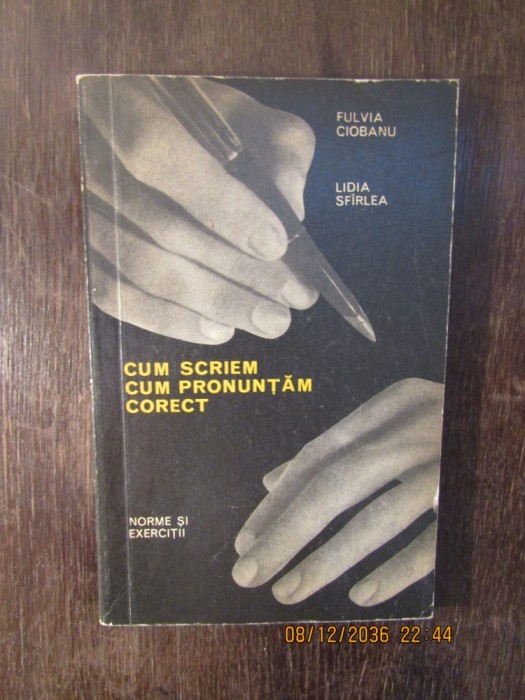 FULVIA
CIOBANU
LIDIA
SFÎRLEA
CUM SCRIEM
CUM PRONUNȚĂM
CORECT
NORME ȘI
EXERCIȚII
08/12/2036 22:44